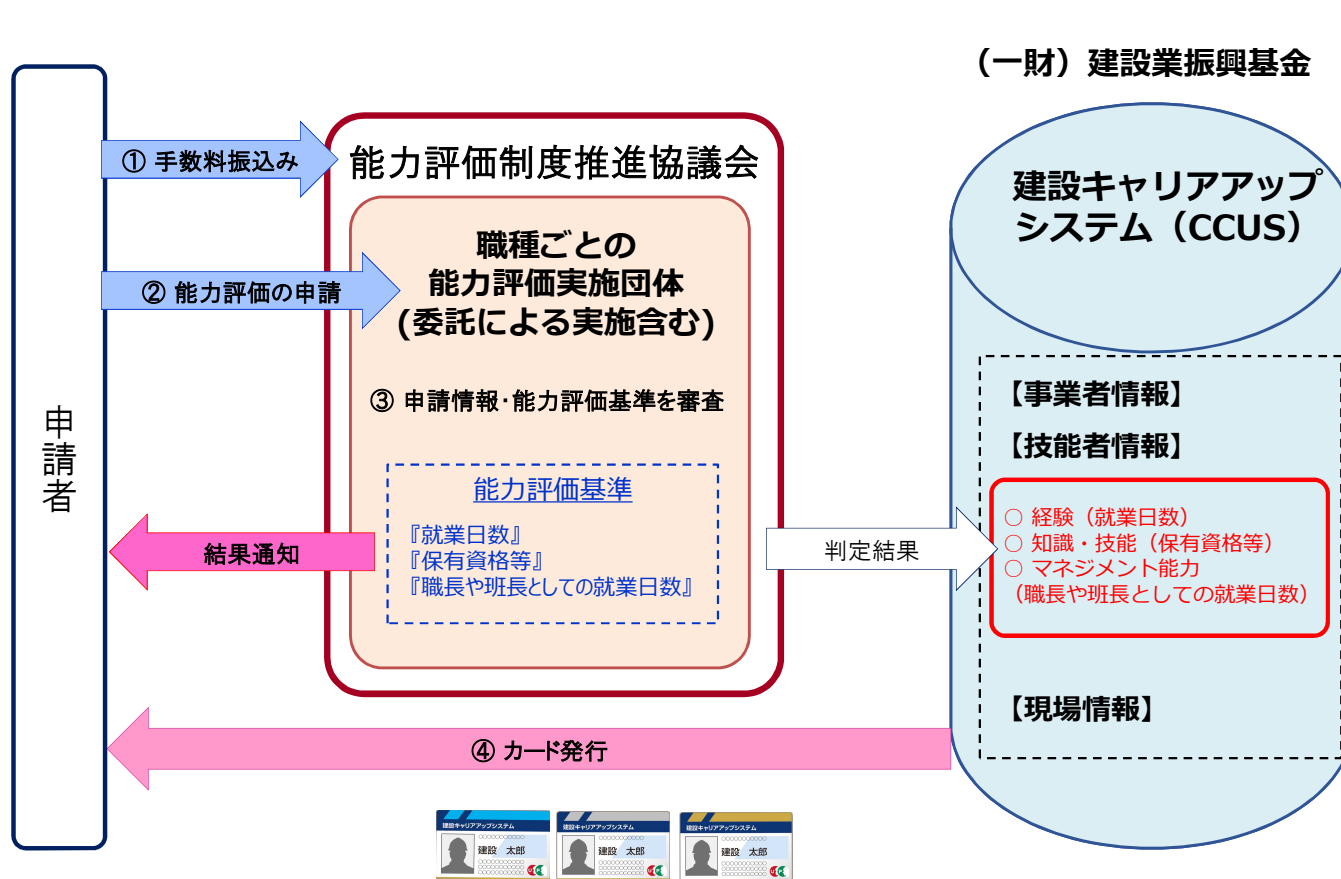 （一財）建設業振興基金
建設キャリアアップ
システム（CCUS）
① 手数料振込み
能力評価制度推進協議会
職種ごとの
能力評価実施団体
(委託による実施含む)
② 能力評価の申請
③ 申請情報・能力評価基準を審査
申請者
能力評価基準
『就業日数』
『保有資格等』
『職長や班長としての就業日数』
結果通知
判定結果
【事業者情報】
【技能者情報】
○ 経験（就業日数）
○ 知識・技能（保有資格等）
○ マネジメント能力
（職長や班長としての就業日数）
【現場情報】
④ カード発行
建設キャリアアップシステム
○○○○○○○○○○
建設 太郎
建設キャリアアップシステム
○○○○○○○○○○
建設 太郎
建設キャリアアップシステム
○○○○○○○○○○
建設 太郎